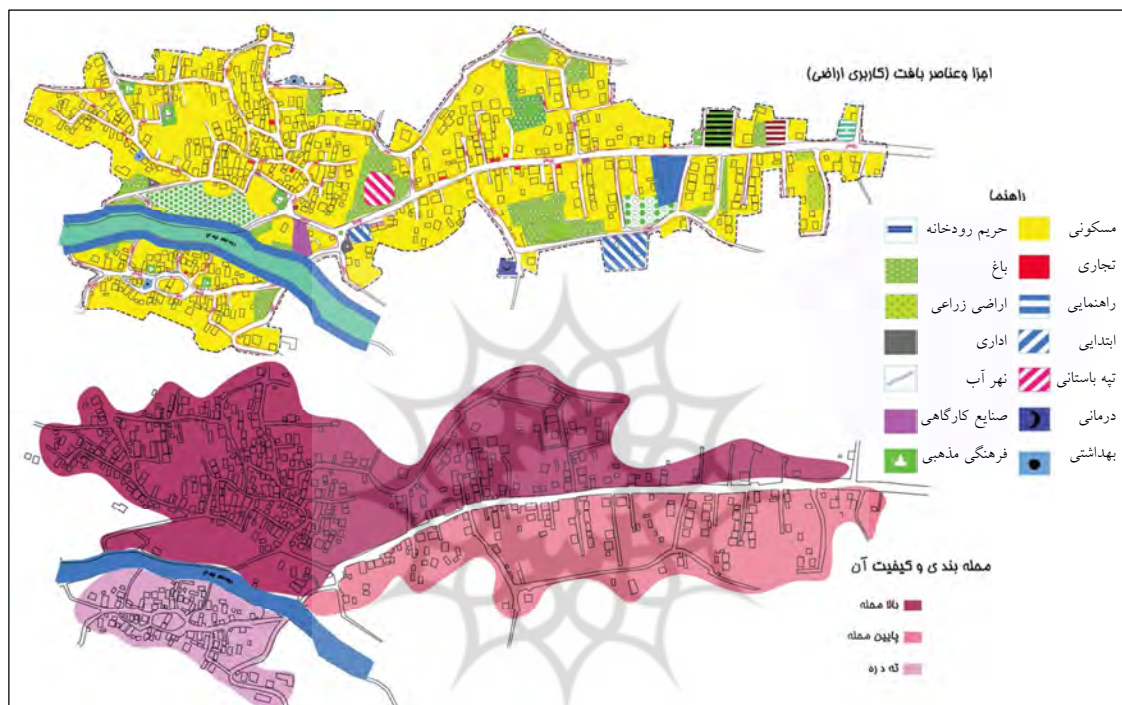 اجزا وعناصر بافت (کاربری اراضی)
راهنما
مسکونی
حریم رودخانه
تجاری
باغ
راهنمایی
اراضی زراعی
ابتدایی
اداری
تپه باستانی
نهر آب
درمانی
صنایع کارگاهی
بهداشتی
فرهنگی مذهبی
محله بندی و کیفیت آن
بالا محله
پایین محله
ته دره